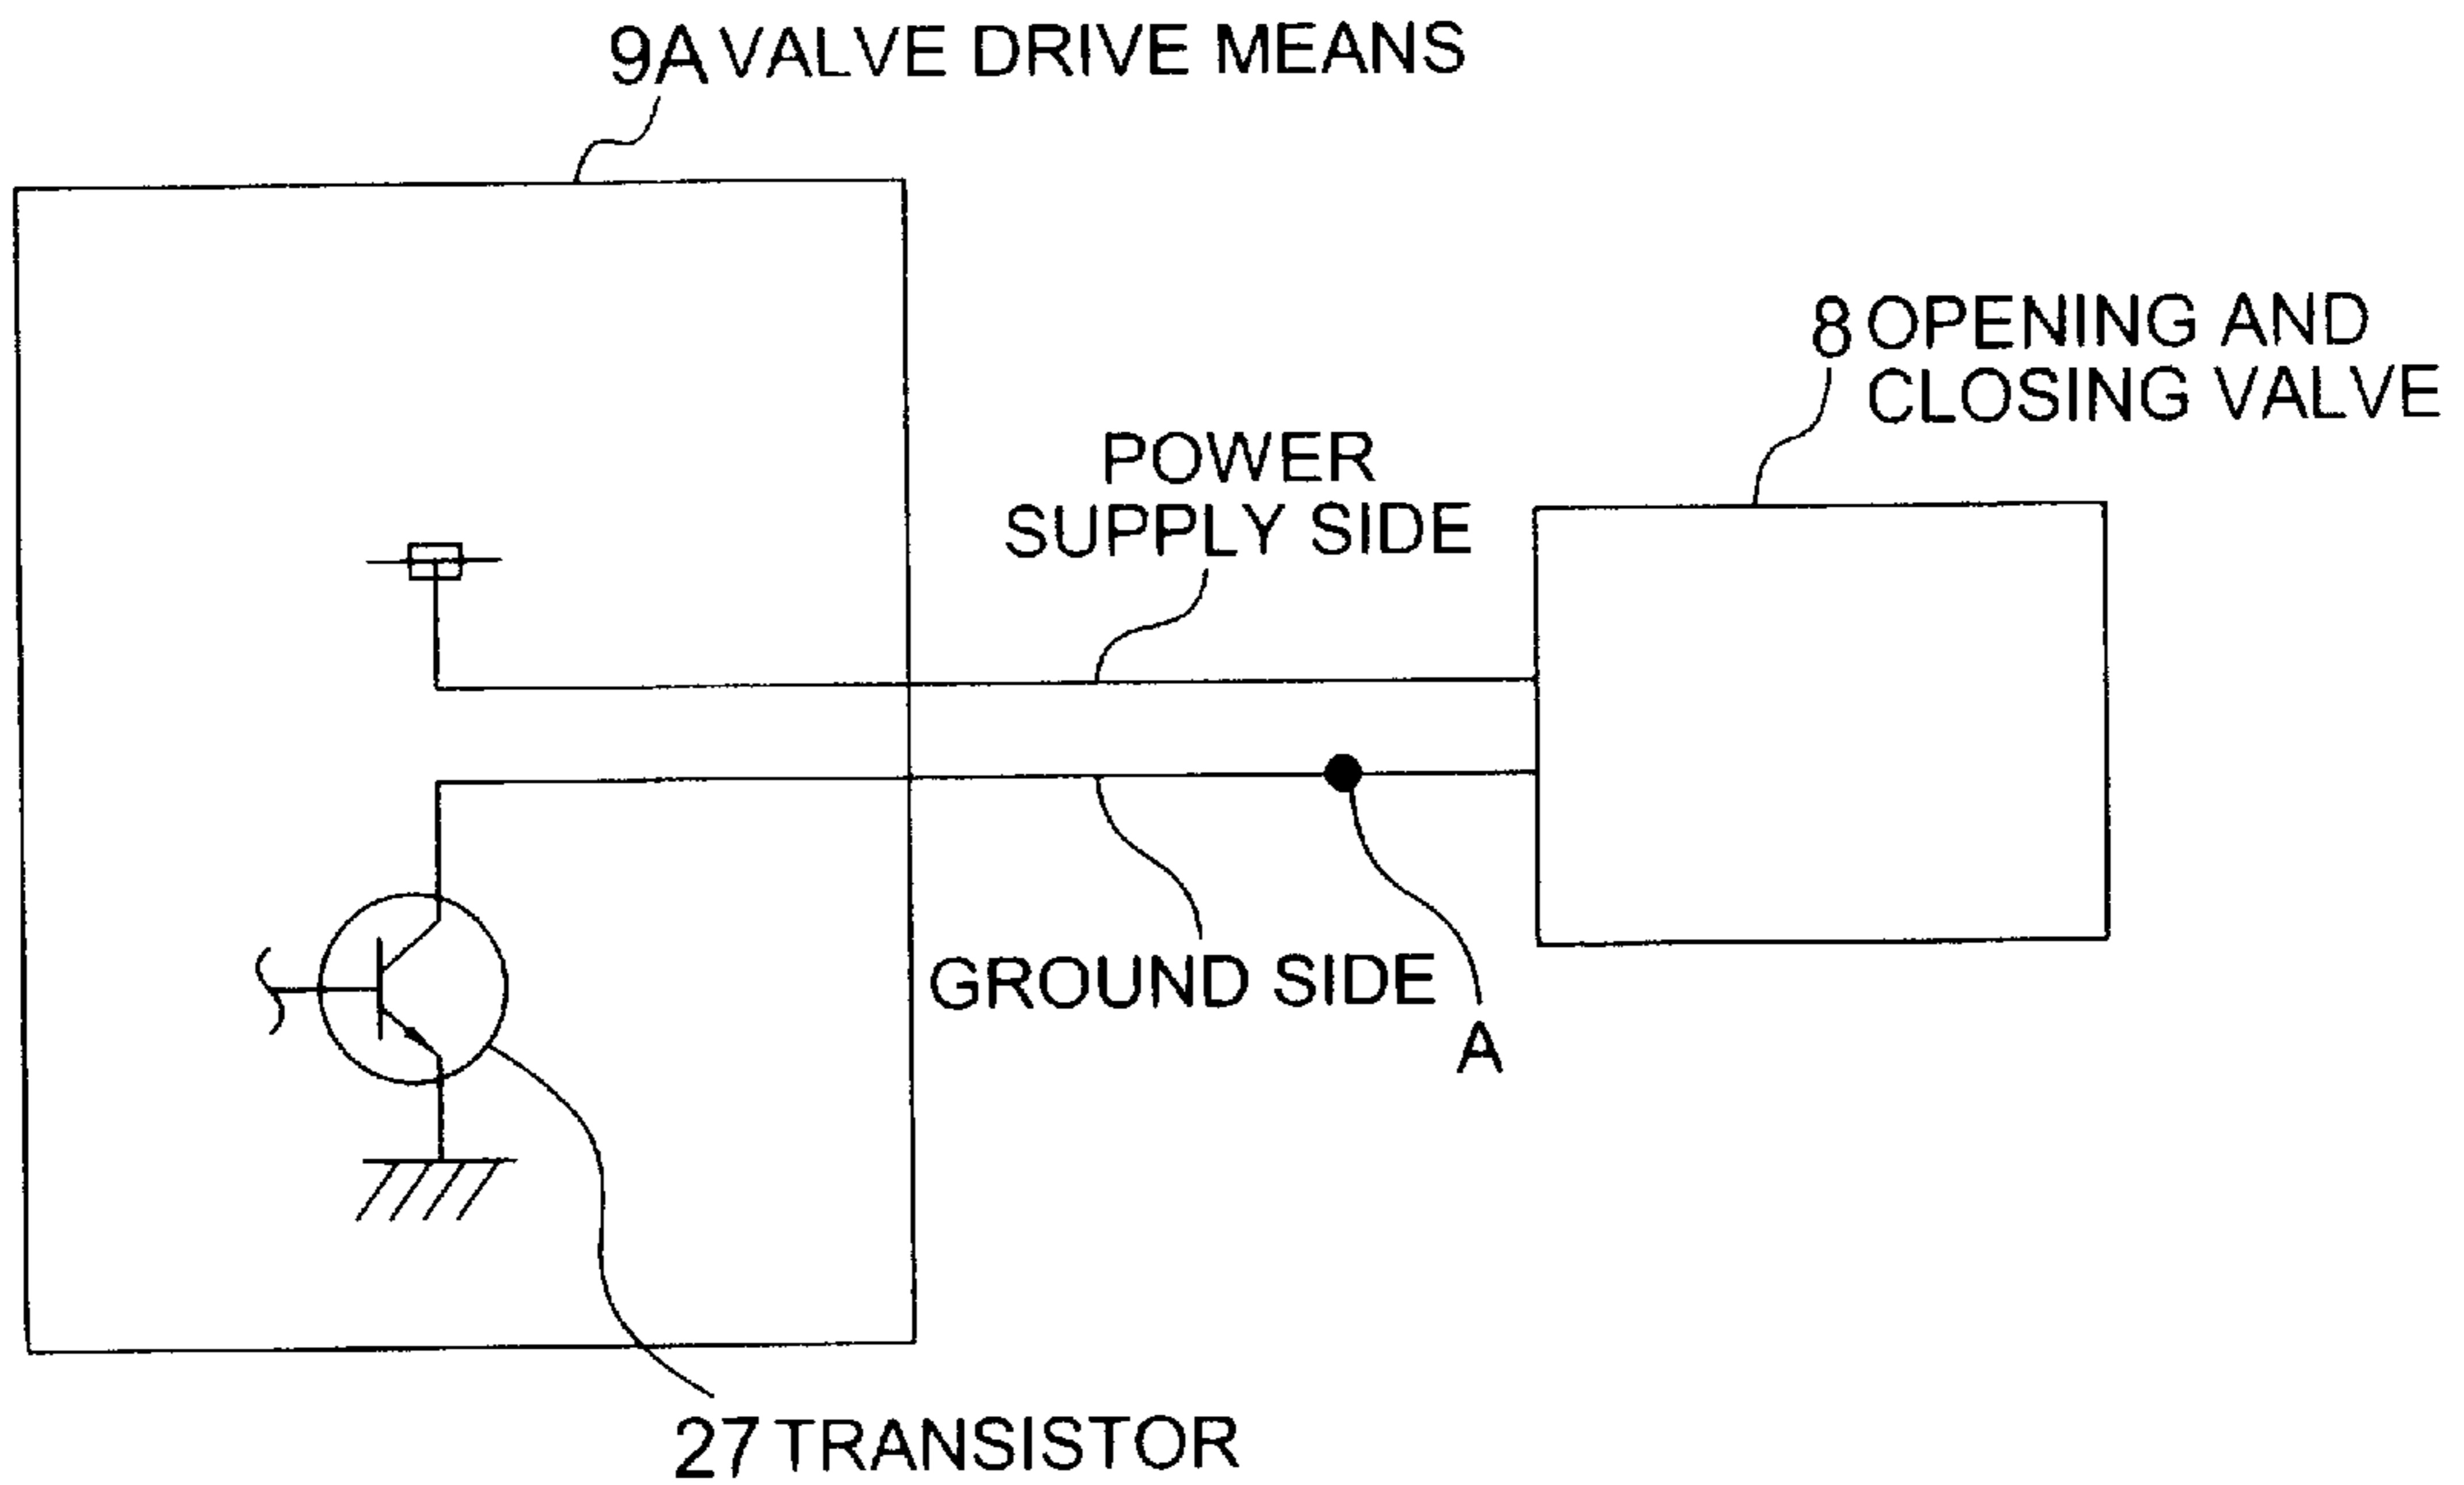 9A VALVE DRIVE MEANS
8 OPENING AND
CLOSING VALVE
POWER
SUPPLY SIDE
GROUND SIDE
A
27 TRANSISTOR